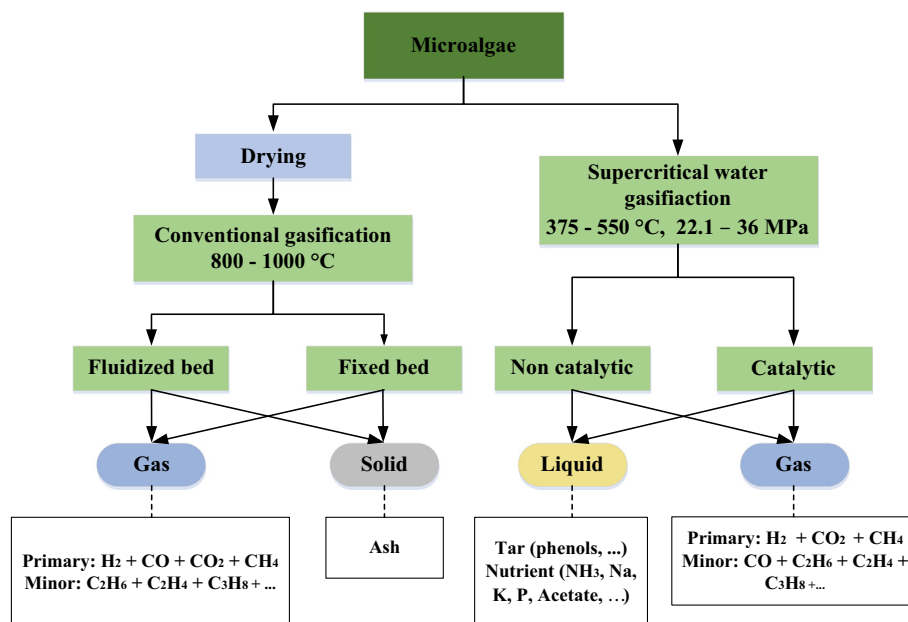 Microalgae
Drying
Supercritical water
gasifiaction
375 - 550 °C, 22.1 – 36 MPa
Conventional gasification
800 - 1000 °C
Fluidized bed
Fixed bed
Non catalytic
Catalytic
Gas
Solid
Liquid
Gas
Primary: H₂ + CO + CO₂ + CH₄
Minor: C₂H₆ + C₂H₄ + C₃H₈ + ...
Ash
Tar (phenols, ...)
Nutrient (NH₃, Na,
K, P, Acetate, …)
Primary: H₂ + CO₂ + CH₄
Minor: CO + C₂H₆ + C₂H₄ +
C₃H₈ +...